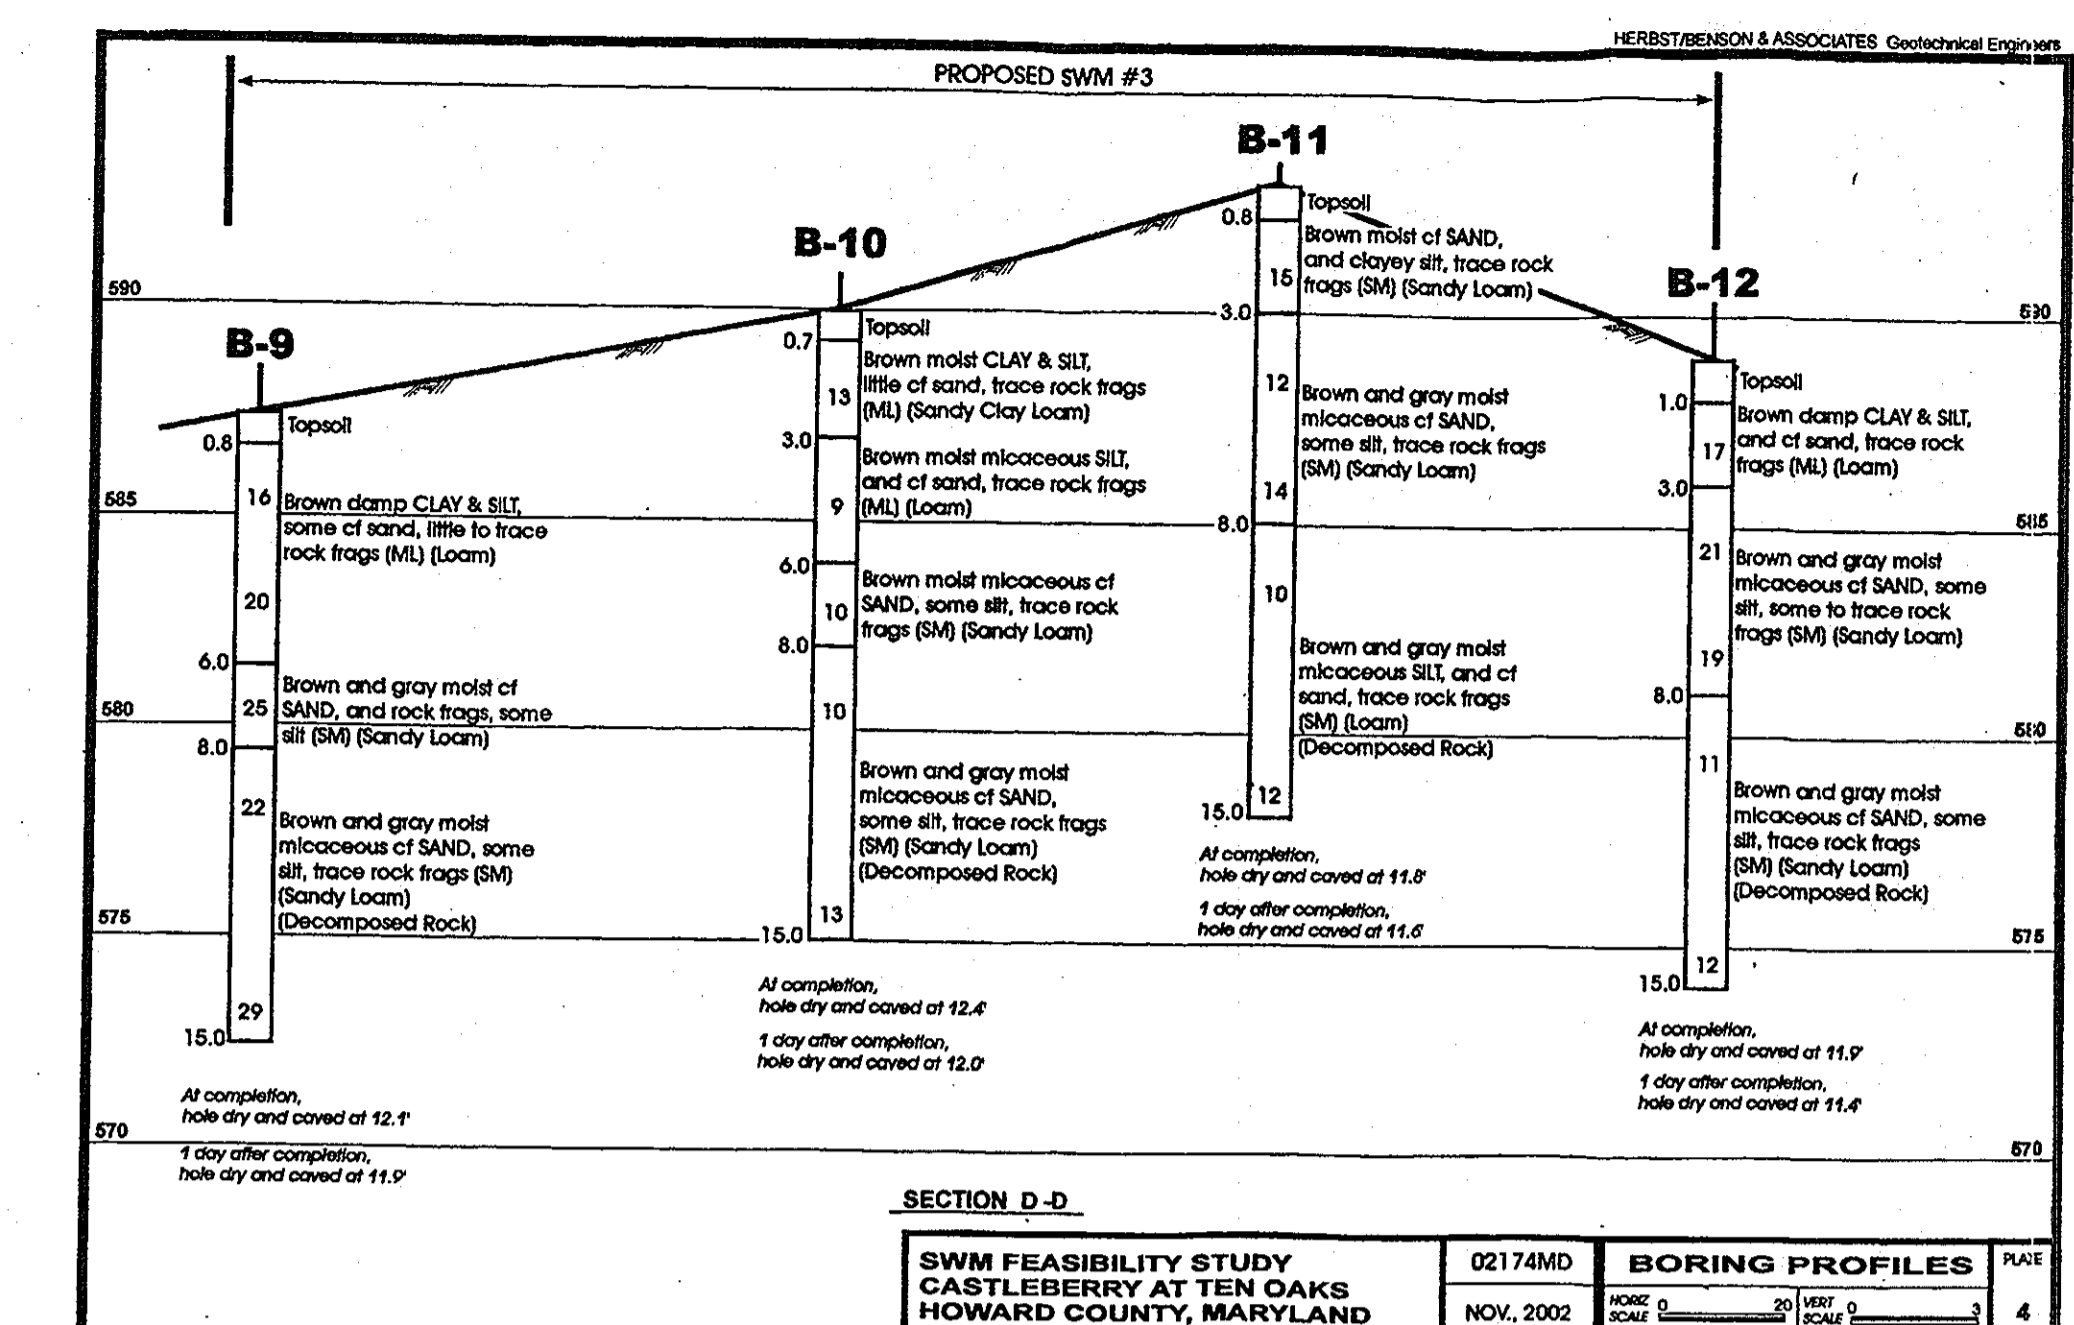 HERBST/BENSON & ASSOCIATES Geotechnical Engineers
PROPOSED SWM #3
B-9
0.8
Topsoil
16
Brown damp CLAY & SILT,
some cf sand, little to trace
rock frags (ML) (Loam)
20
6.0
Brown and gray moist cf
25
SAND, and rock frags, some
silt (SM) (Sandy Loam)
8.0
22
Brown and gray moist
micaceous cf SAND, some
silt, trace rock frags (SM)
(Sandy Loam)
(Decomposed Rock)
29
15.0
At completion,
hole dry and caved at 12.1'
1 day after completion,
hole dry and caved at 11.9'
B-10
Topsoil
0.7
Brown moist CLAY & SILT,
little cf sand, trace rock frags
(ML) (Sandy Clay Loam)
13
3.0
Brown moist micaceous SILT,
and cf sand, trace rock frags
(ML) (Loam)
9
6.0
Brown moist micaceous cf
SAND, some silt, trace rock
frags (SM) (Sandy Loam)
10
8.0
10
Brown and gray moist
micaceous cf SAND,
some silt, trace rock frags
(SM) (Sandy Loam)
(Decomposed Rock)
13
15.0
At completion,
hole dry and caved at 12.4'
1 day after completion,
hole dry and caved at 12.0'
B-11
Topsoil
0.8
Brown moist cf SAND,
and clayey silt, trace rock
frags (SM) (Sandy Loam)
15
3.0
12
Brown and gray moist
micaceous cf SAND,
some silt, trace rock frags
(SM) (Sandy Loam)
14
8.0
10
Brown and gray moist
micaceous SILT, and cf
sand, trace rock frags
(SM) (Loam)
(Decomposed Rock)
12
15.0
At completion,
hole dry and caved at 11.8'
1 day after completion,
hole dry and caved at
B-12
Topsoil
1.0
Brown damp CLAY & SILT,
and cf sand, trace rock
frags (ML) (Loam)
17
3.0
21
Brown and gray moist
micaceous cf SAND, some
silt, some to trace rock
frags (SM) (Sandy Loam)
19
8.0
11
Brown and gray moist
micaceous cf SAND, some
silt, trace rock frags
(SM) (Sandy Loam)
(Decomposed Rock)
12
15.0
At completion,
hole dry and caved at 11.9'
1 day after completion,
hole dry and caved at 11.4'
590
590
585
585
580
580
575
575
570
570
SECTION D-D
SWM FEASIBILITY STUDY
CASTLEBERRY AT TEN OAKS
HOWARD COUNTY, MARYLAND
02174MD
NOV., 2002
BORING PROFILES
HORIZ SCALE 0 20
VERT SCALE 0 3
PLATE
4